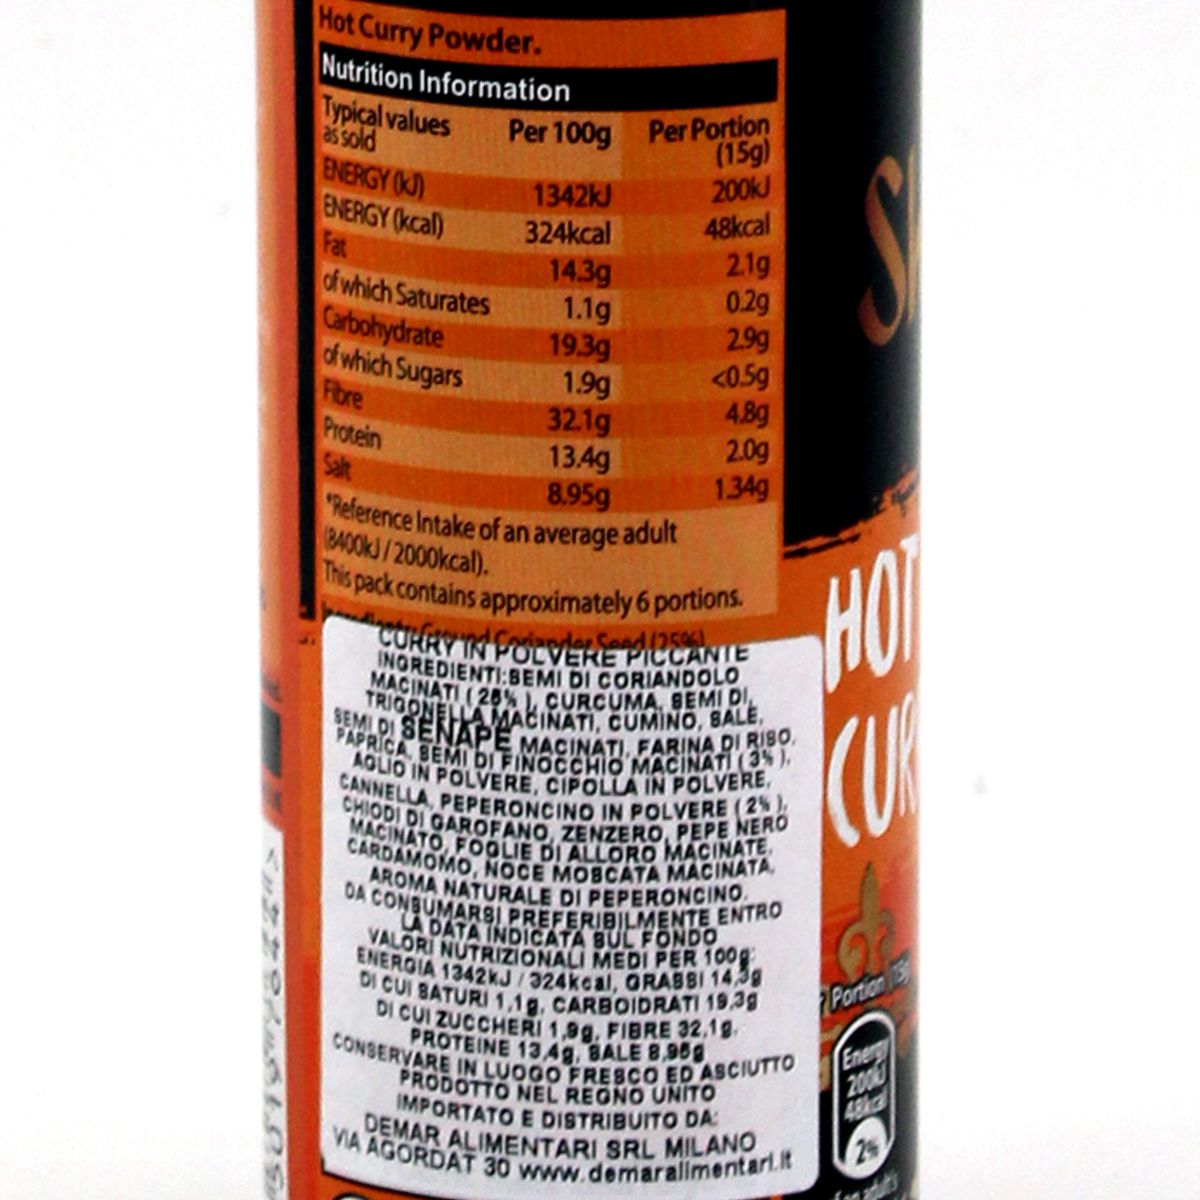 Hot Curry Powder.
Nutrition Information
Typical values as sold Per 100g Per Portion (15g)
ENERGY (kJ) 1342kJ 200kJ
ENERGY (kcal) 324kcal 48kcal
Fat 14.3g 2.1g
of which Saturates 1.1g 0.2g
Carbohydrate 19.3g 2.9g
of which Sugars 1.9g <0.5g
Fibre 32.1g 4.8g
Protein 13.4g 2.0g
Salt 8.95g 1.34g
*Reference Intake of an average adult
(8400kJ / 2000kcal).
This pack contains approximately 6 portions.
Ground Coriander Seed (25%)
CURRY IN POLVERE PICCANTE
INGREDIENTI:SEMI DI CORIANDOLO
MACINATI ( 25% ), CURCUMA, SEMI DI
TRIGONELLA MACINATI, CUMINO, SALE,
SEMI DI SENAPE MACINATI, FARINA DI RISO,
PAPRICA, SEMI DI FINOCCHIO MACINATI ( 3% ),
AGLIO IN POLVERE, CIPOLLA IN POLVERE,
CANNELLA, PEPERONCINO IN POLVERE ( 2% ),
CHIODI DI GAROFANO, ZENZERO, PEPE NERO
MACINATO, FOGLIE DI ALLORO MACINATE,
CARDAMOMO, NOCE MOSCATA MACINATA,
AROMA NATURALE DI PEPERONCINO.
DA CONSUMARSI PREFERIBILMENTE ENTRO
LA DATA INDICATA SUL FONDO
VALORI NUTRIZIONALI MEDI PER 100g:
ENERGIA 1342kJ / 324kcal, GRASSI 14,3g
DI CUI SATURI 1,1g, CARBOIDRATI 19,3g
DI CUI ZUCCHERI 1,9g, FIBRE 32,1g,
PROTEINE 13,4g, SALE 8,95g
CONSERVARE IN LUOGO FRESCO ED ASCIUTTO
PRODOTTO NEL REGNO UNITO
IMPORTATO E DISTRIBUITO DA:
DEMAR ALIMENTARI SRL MILANO
VIA AGORDAT 30 www.demaralimentari.it
HOT
CUR
Portion (15g)
Energy
200kJ
48kcal
2%